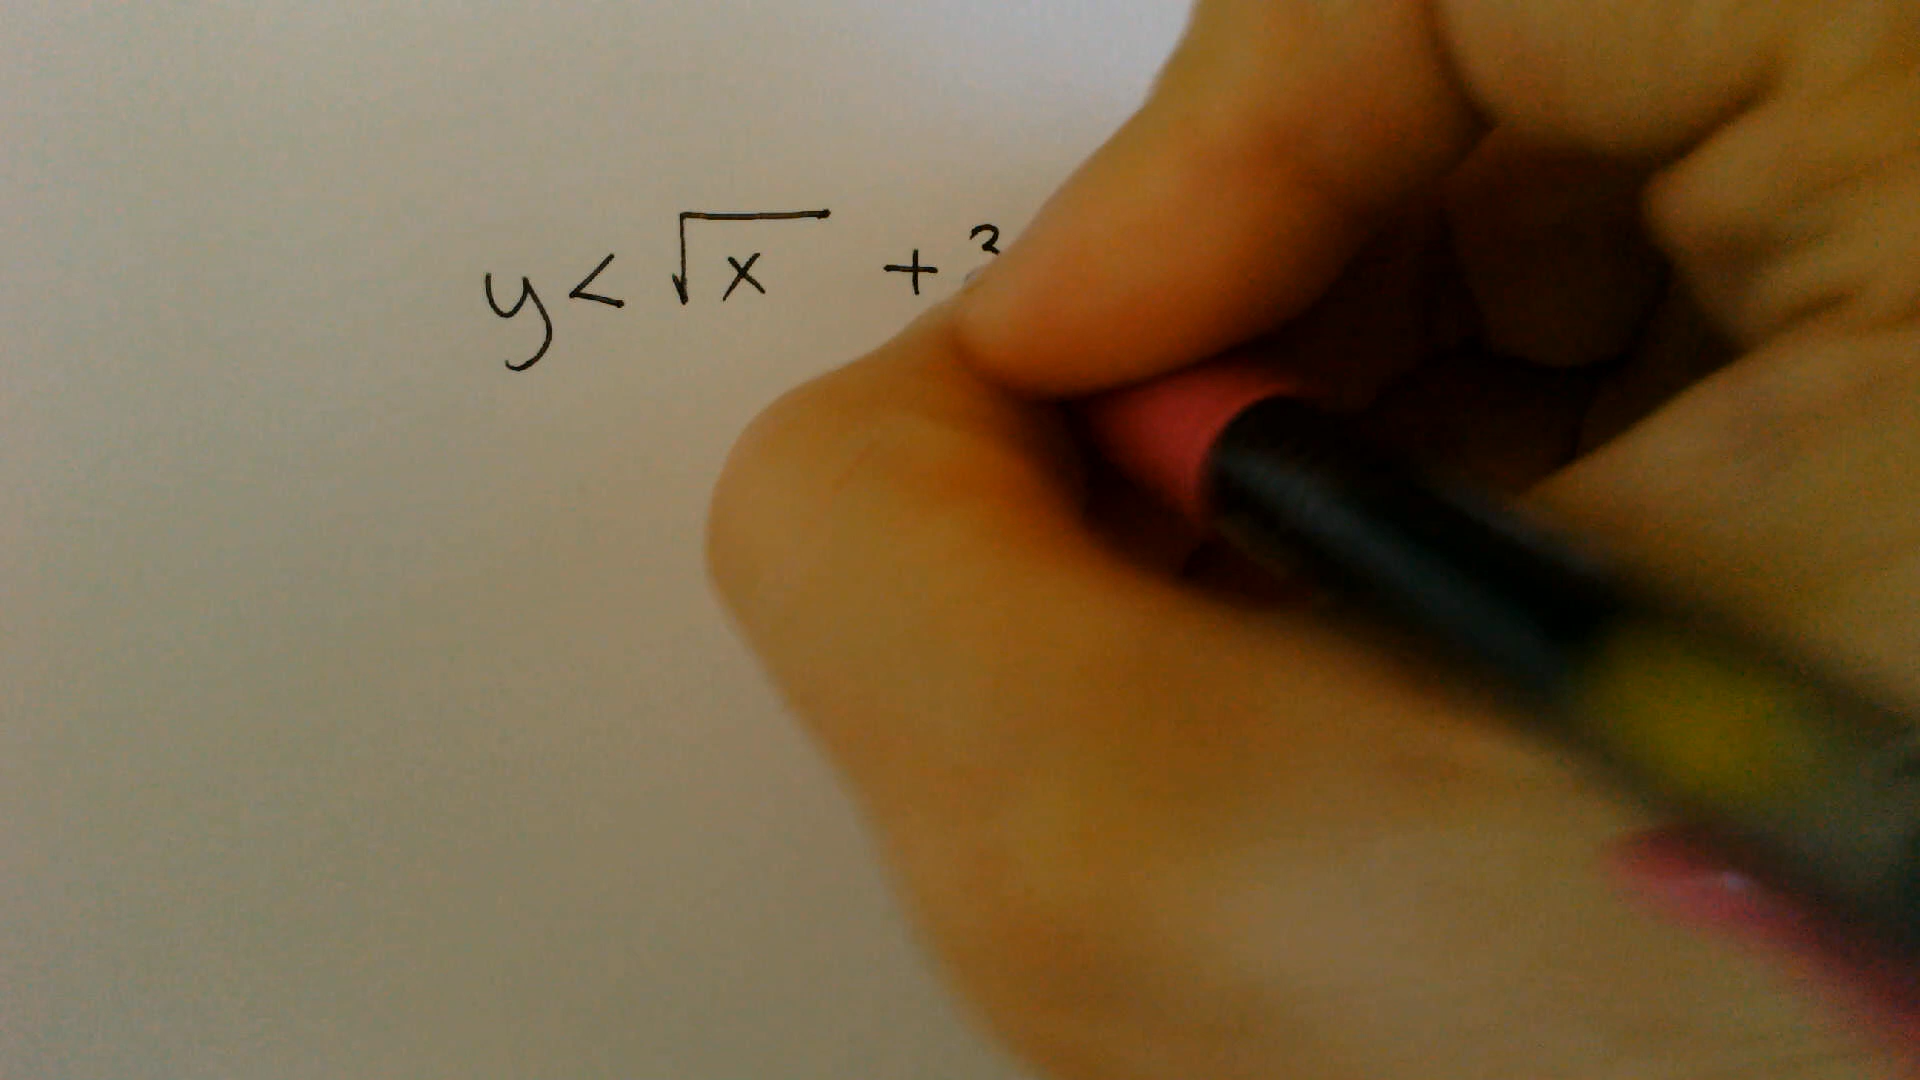 y < √x +